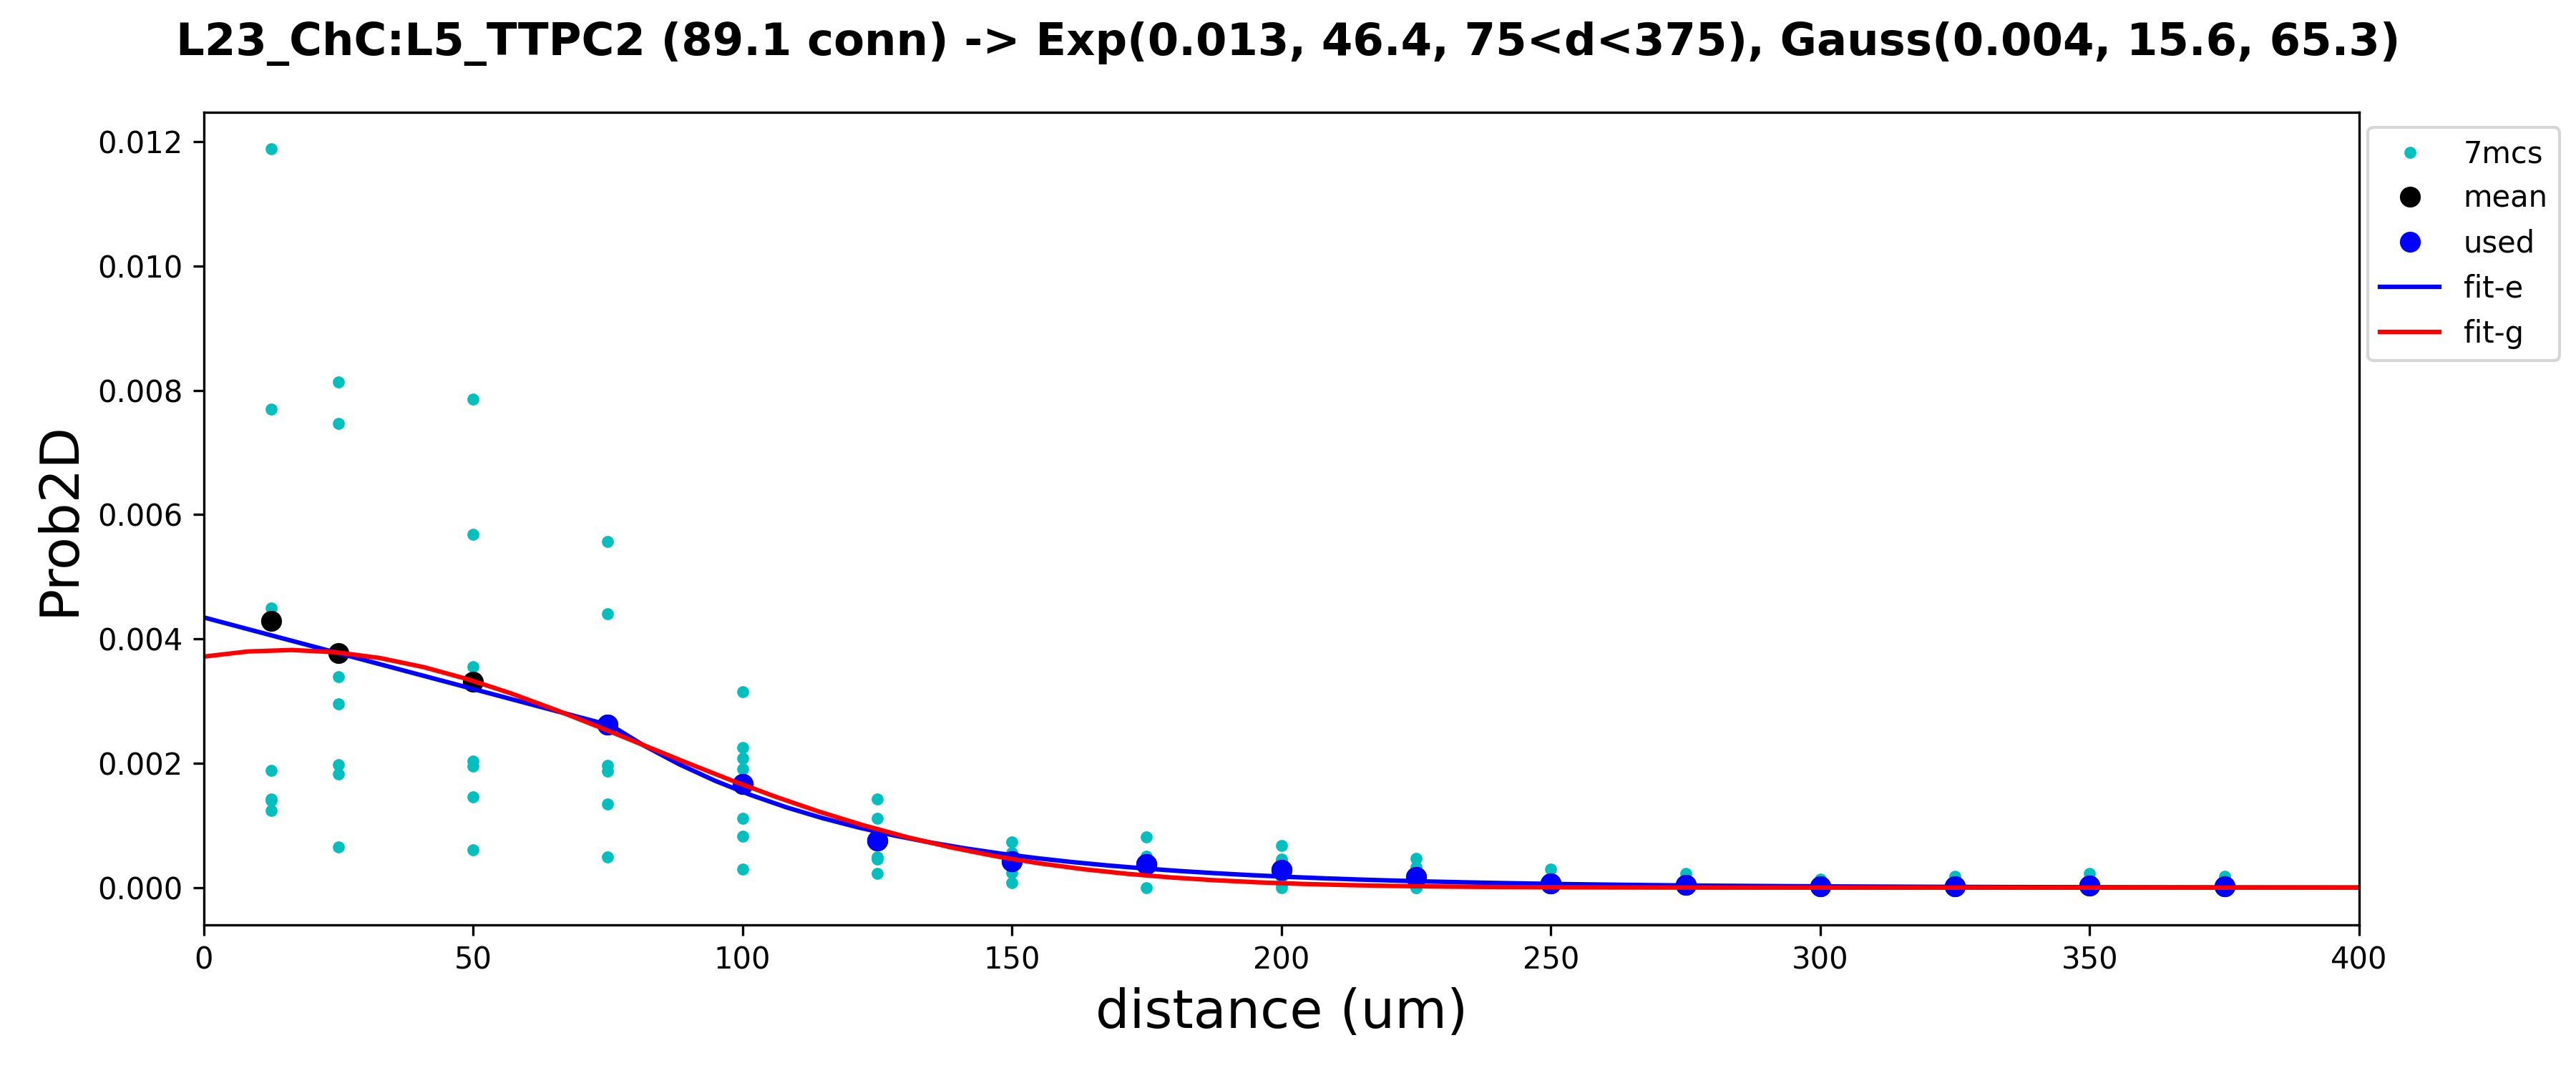 L23_ChC:L5_TTPC2 (89.1 conn) -> Exp(0.013, 46.4, 75<d<375), Gauss(0.004, 15.6, 65.3)
0.012
0.010
0.008
0.006
0.004
0.002
0.000
Prob2D
0 50 100 150 200 250 300 350 400
distance (um)
7mcs
mean
used
fit-e
fit-g